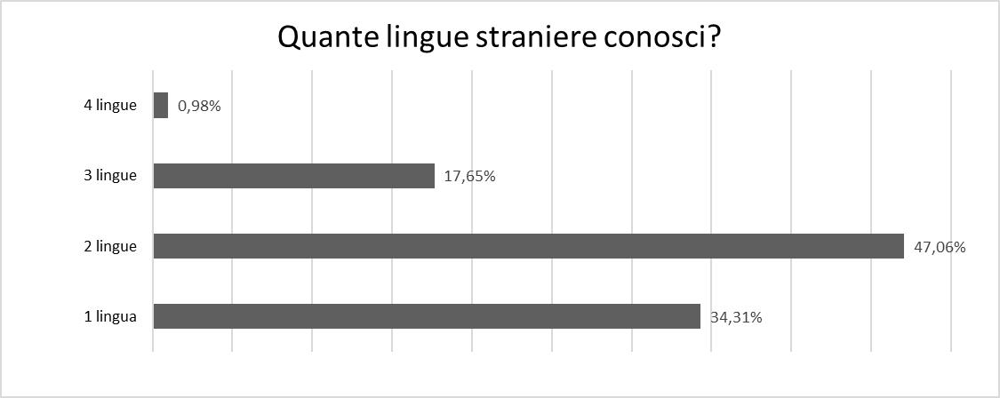 Quante lingue straniere conosci?
4 lingue 0,98%
3 lingue 17,65%
2 lingue 47,06%
1 lingua 34,31%